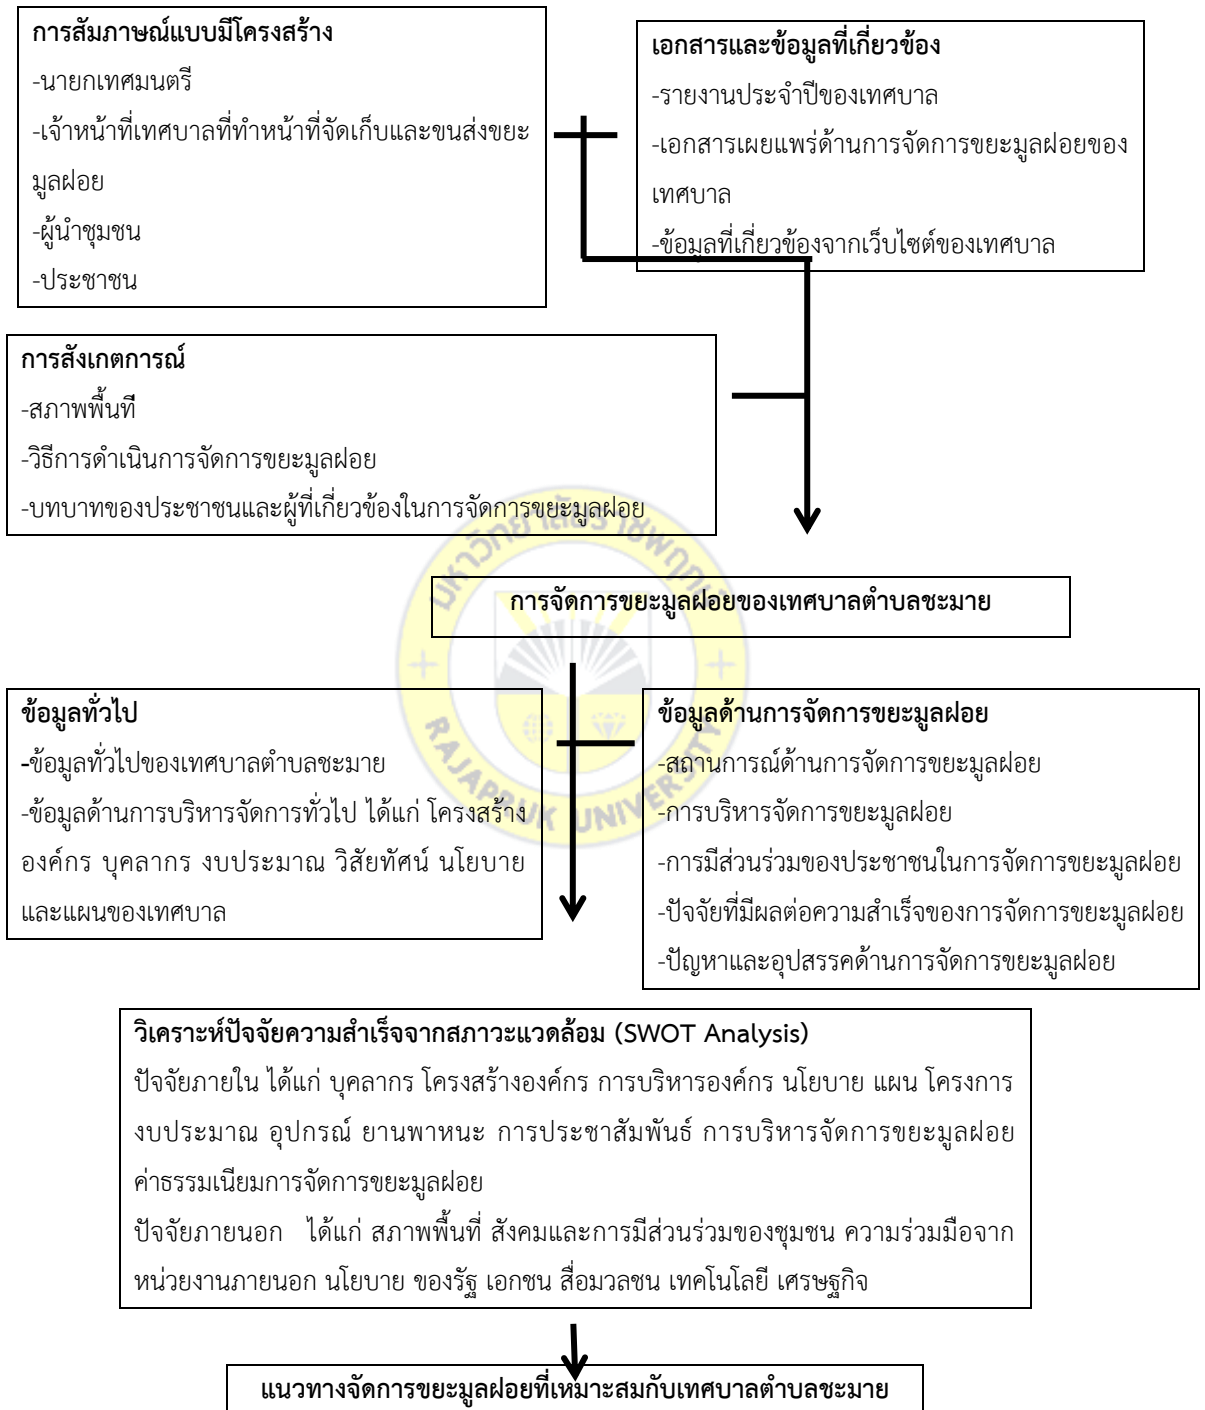 การสัมภาษณ์แบบมีโครงสร้าง
-นายกเทศมนตรี
-เจ้าหน้าที่เทศบาลที่ทำหน้าที่จัดเก็บและขนส่งขยะ
มูลฝอย
-ผู้นำชุมชน
-ประชาชน
เอกสารและข้อมูลที่เกี่ยวข้อง
-รายงานประจำปีของเทศบาล
-เอกสารเผยแพร่ด้านการจัดการขยะมูลฝอยของ
เทศบาล
-ข้อมูลที่เกี่ยวข้องจากเว็บไซต์ของเทศบาล
การสังเกตการณ์
-สภาพพื้นที่
-วิธีการดำเนินการจัดการขยะมูลฝอย
-บทบาทของประชาชนและผู้ที่เกี่ยวข้องในการจัดการขยะมูลฝอย
การจัดการขยะมูลฝอยของเทศบาลตำบลชะมาย
ข้อมูลทั่วไป
-ข้อมูลทั่วไปของเทศบาลตำบลชะมาย
-ข้อมูลด้านการบริหารจัดการทั่วไป ได้แก่ โครงสร้าง
องค์กร บุคลากร งบประมาณ วิสัยทัศน์ นโยบาย
และแผนของเทศบาล
ข้อมูลด้านการจัดการขยะมูลฝอย
-สถานการณ์ด้านการจัดการขยะมูลฝอย
-การบริหารจัดการขยะมูลฝอย
-การมีส่วนร่วมของประชาชนในการจัดการขยะมูลฝอย
-ปัจจัยที่มีผลต่อความสำเร็จของการจัดการขยะมูลฝอย
-ปัญหาและอุปสรรคด้านการจัดการขยะมูลฝอย
RAJAPRUK UNIVERSITY
วิเคราะห์ปัจจัยความสำเร็จจากสภาวะแวดล้อม (SWOT Analysis)
ปัจจัยภายใน ได้แก่ บุคลากร โครงสร้างองค์กร การบริหารองค์กร นโยบาย แผน โครงการ
งบประมาณ อุปกรณ์ ยานพาหนะ การประชาสัมพันธ์ การบริหารจัดการขยะมูลฝอย
ค่าธรรมเนียมการจัดการขยะมูลฝอย
ปัจจัยภายนอก ได้แก่ สภาพพื้นที่ สังคมและการมีส่วนร่วมของชุมชน ความร่วมมือจาก
หน่วยงานภายนอก นโยบาย ของรัฐ เอกชน สื่อมวลชน เทคโนโลยี เศรษฐกิจ
แนวทางจัดการขยะมูลฝอยที่เหมาะสมกับเทศบาลตำบลชะมาย